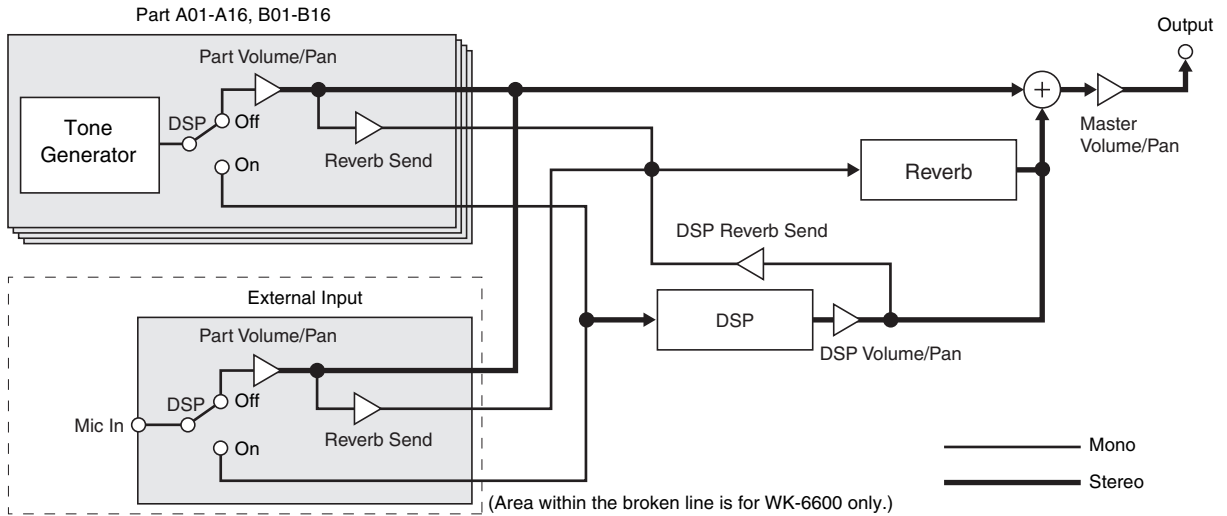 Part A01-A16, B01-B16
Output
Part Volume/Pan
Tone
Generator
DSP
Off
On
Reverb Send
Master
Volume/Pan
Reverb
DSP Reverb Send
External Input
Part Volume/Pan
DSP
DSP Volume/Pan
Mic In
DSP
Off
On
Reverb Send
Mono
Stereo
(Area within the broken line is for WK-6600 only.)
+